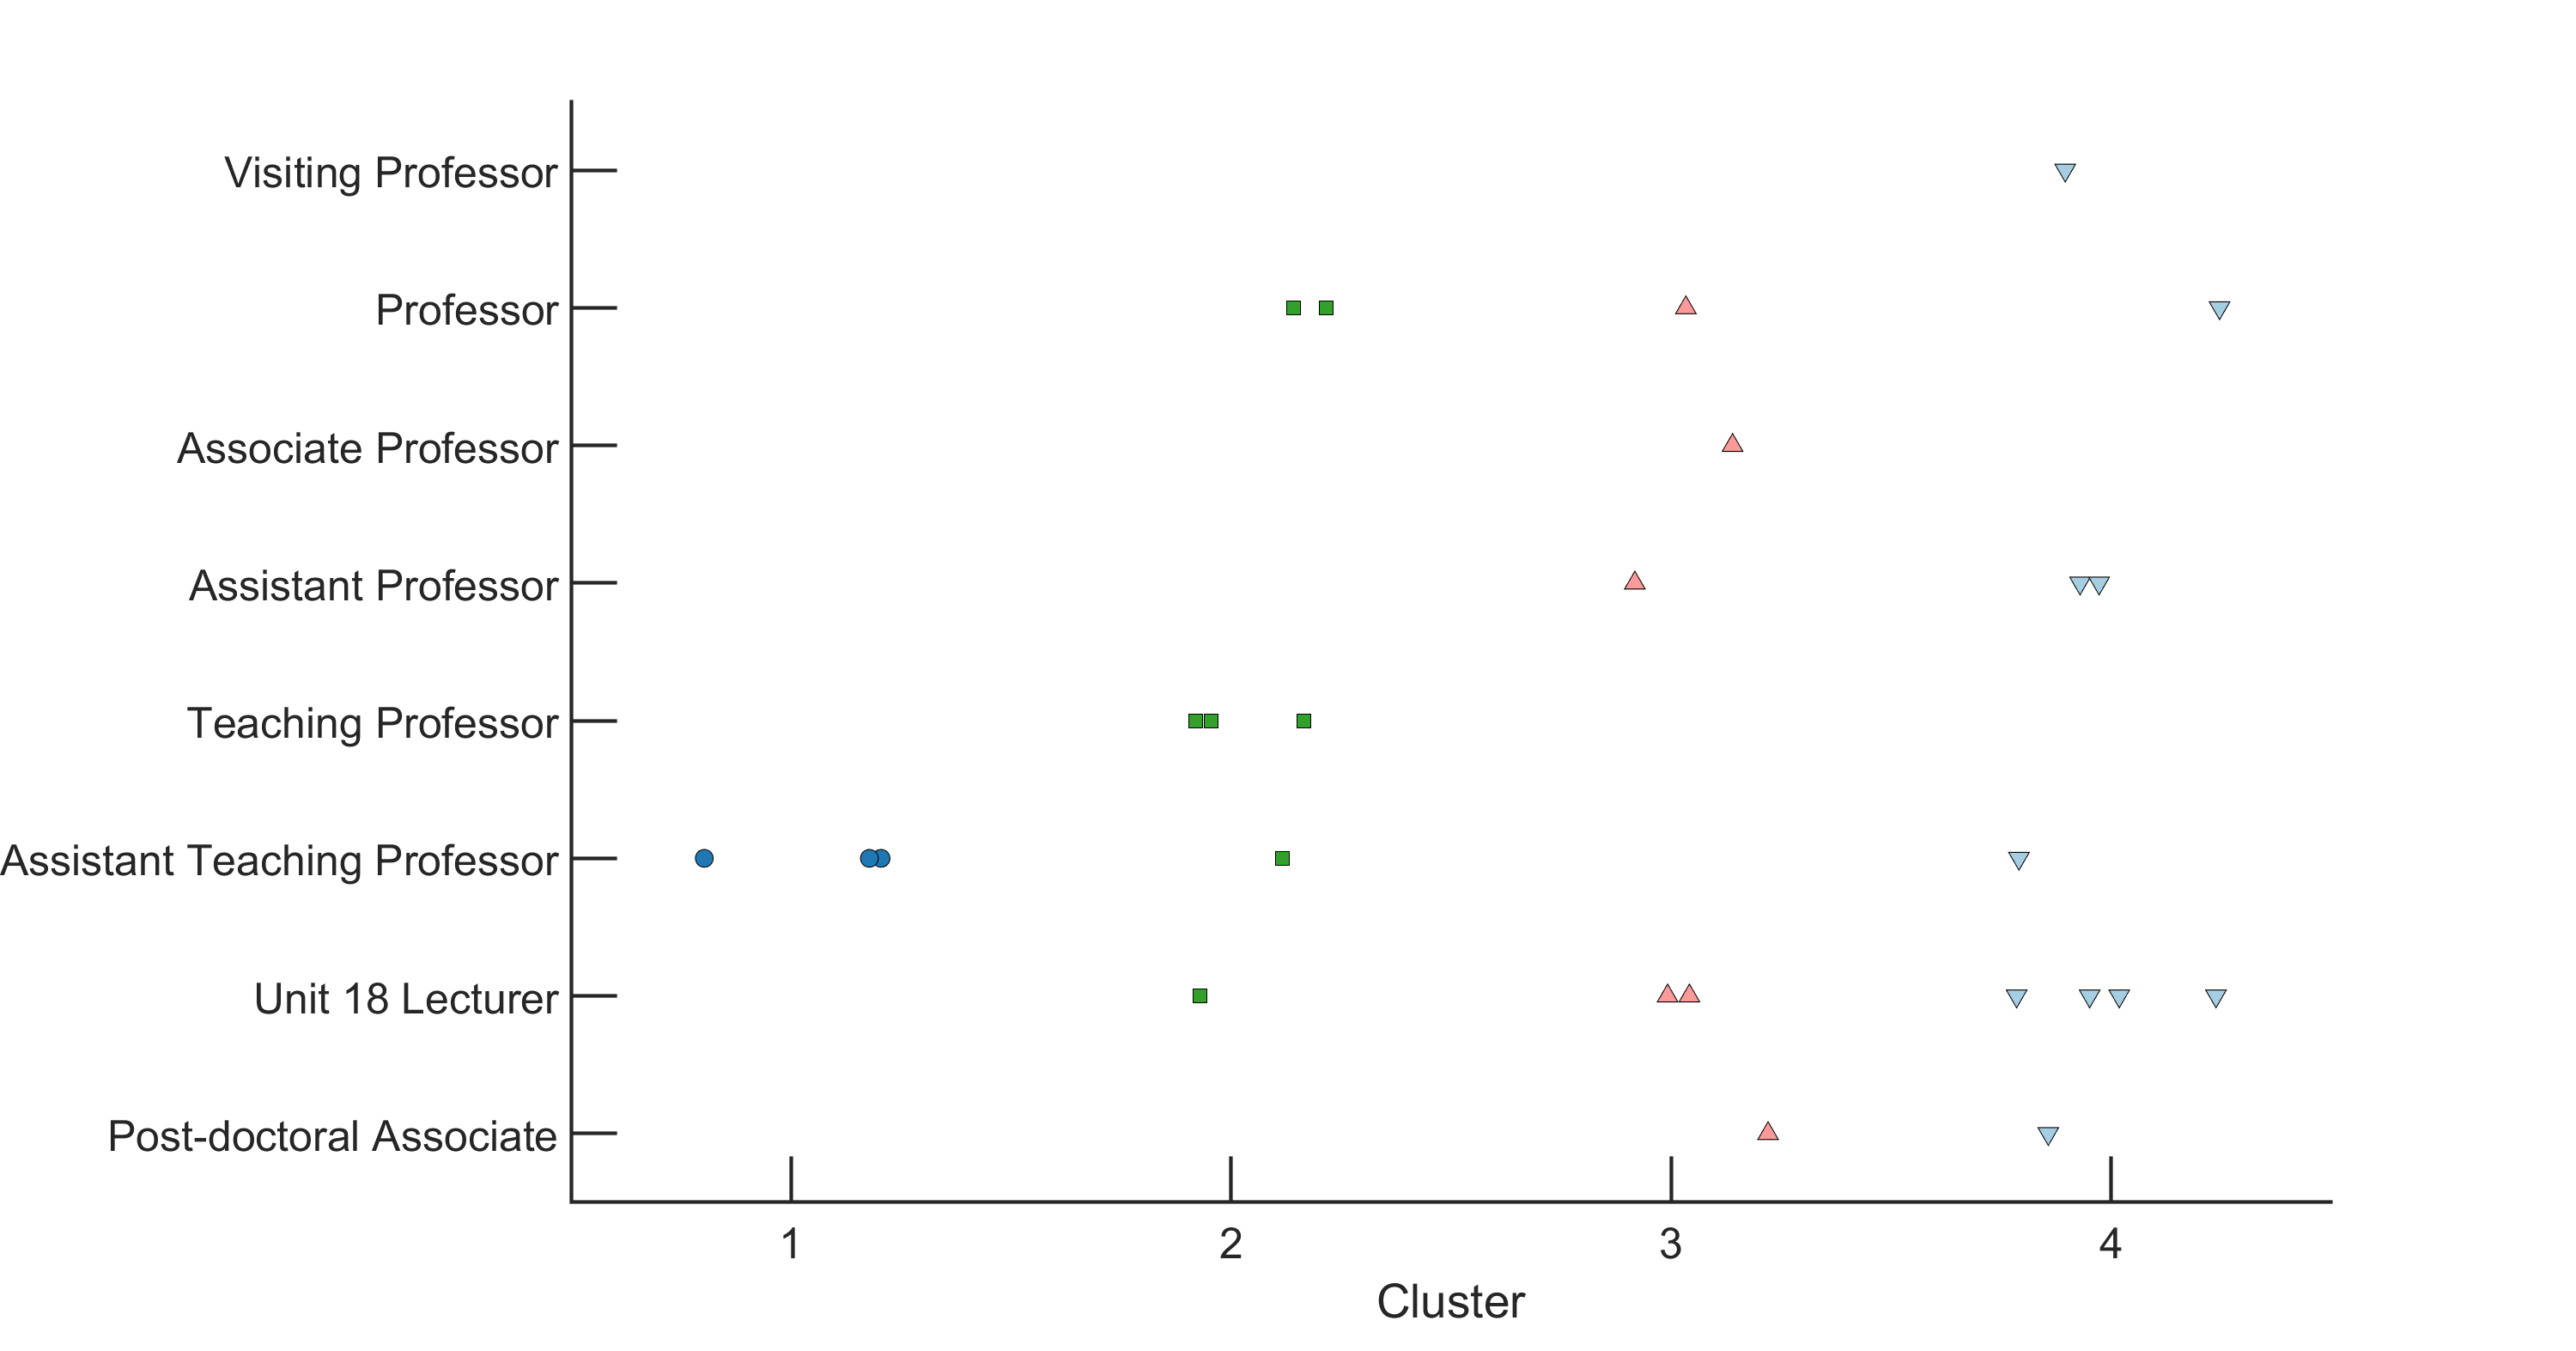 Visiting Professor
Professor
Associate Professor
Assistant Professor
Teaching Professor
Assistant Teaching Professor
Unit 18 Lecturer
Post-doctoral Associate
1 2 3 4
Cluster